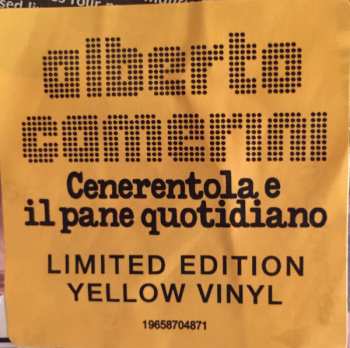 alberto
camerini
Cenerentola e
il pane quotidiano
LIMITED EDITION
YELLOW VINYL
19658704871